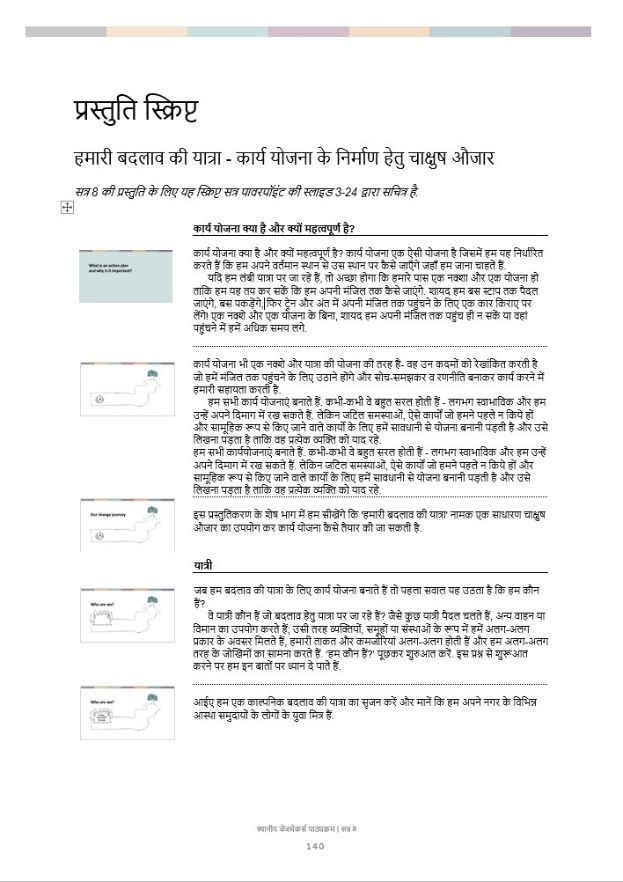 प्रस्तुति स्क्रिप्ट
हमारी बदलाव की यात्रा - कार्य योजना के निर्माण हेतु चाक्षुष औजार
सत्र 8 की प्रस्तुति के लिए यह स्क्रिप्ट सत्र पावरपॉइंट की स्लाइड 3-24 द्वारा सचित्र है.
कार्य योजना क्या है और क्यों महत्वपूर्ण है?
What is an action plan
and why is it important?
कार्य योजना क्या है और क्यों महत्वपूर्ण है? कार्य योजना एक ऐसी योजना है जिसमें हम यह निर्धारित
करते हैं कि हम अपने वर्तमान स्थान से उस स्थान पर कैसे जाएँगे जहाँ हम जाना चाहते हैं.
यदि हम लंबी यात्रा पर जा रहे हैं, तो अच्छा होगा कि हमारे पास एक नक्शा और एक योजना हो
ताकि हम यह तय कर सकें कि हम अपनी मंजिल तक कैसे जाएंगे. शायद हम बस स्टाप तक पैदल
जाएंगे, बस पकड़ेंगे, फिर ट्रेन और अंत में अपनी मंजिल तक पहुंचने के लिए एक कार किराए पर
लेंगे! एक नक्शे और एक योजना के बिना, शायद हम अपनी मंजिल तक पहुंच ही न सकें या वहां
पहुंचने में हमें अधिक समय लगे.
कार्य योजना भी एक नक्शे और यात्रा की योजना की तरह है- वह उन कदमों को रेखांकित करती है
जो हमें मंजिल तक पहुंचने के लिए उठाने होंगे और सोच-समझकर व रणनीति बनाकर कार्य करने में
हमारी सहायता करती है.
हम सभी कार्य योजनाएं बनाते हैं. कभी-कभी वे बहुत सरल होती हैं - लगभग स्वाभाविक और हम
उन्हें अपने दिमाग में रख सकते हैं. लेकिन जटिल समस्याओं, ऐसे कार्यों जो हमने पहले न किये हों
और सामूहिक रूप से किए जाने वाले कार्यों के लिए हमें सावधानी से योजना बनानी पड़ती है और उसे
लिखना पड़ता है ताकि वह प्रत्येक व्यक्ति को याद रहे.
हम सभी कार्ययोजनाएं बनाते हैं. कभी-कभी वे बहुत सरल होती हैं - लगभग स्वाभाविक और हम उन्हें
अपने दिमाग में रख सकते हैं. लेकिन जटिल समस्याओं, ऐसे कार्यों जो हमने पहले न किये हों और
सामूहिक रूप से किए जाने वाले कार्यों के लिए हमें सावधानी से योजना बनानी पड़ती है और उसे
लिखना पड़ता है ताकि वह प्रत्येक व्यक्ति को याद रहे.
Our change journey
इस प्रस्तुतिकरण के शेष भाग में हम सीखेंगे कि 'हमारी बदलाव की यात्रा' नामक एक साधारण चाक्षुष
औजार का उपयोग कर कार्य योजना कैसे तैयार की जा सकती है.
यात्री
Who are we?
जब हम बदलाव की यात्रा के लिए कार्य योजना बनाते हैं तो पहला सवाल यह उठता है कि हम कौन
हैं?
वे यात्री कौन हैं जो बदलाव हेतु यात्रा पर जा रहे हैं? जैसे कुछ यात्री पैदल चलते हैं, अन्य वाहन या
विमान का उपयोग करते हैं; उसी तरह व्यक्तियों, समूहों या संस्थाओं के रूप में हमें अलग-अलग
प्रकार के अवसर मिलते हैं, हमारी ताकत और कमजोरियां अलग-अलग होती हैं और हम अलग-अलग
तरह के जोखिमों का सामना करते हैं. 'हम कौन हैं?' पूछकर शुरुआत करें. इस प्रश्न से शुरूआत
करने पर हम इन बातों पर ध्यान दे पाते हैं.
Who are we?
आईए हम एक काल्पनिक बदलाव की यात्रा का सृजन करें और मानें कि हम अपने नगर के विभिन्न
आस्था समुदायों के लोगों के युवा मित्र हैं.
स्थानीय चेंजमेकर्स पाठ्यक्रम | सत्र 8
140